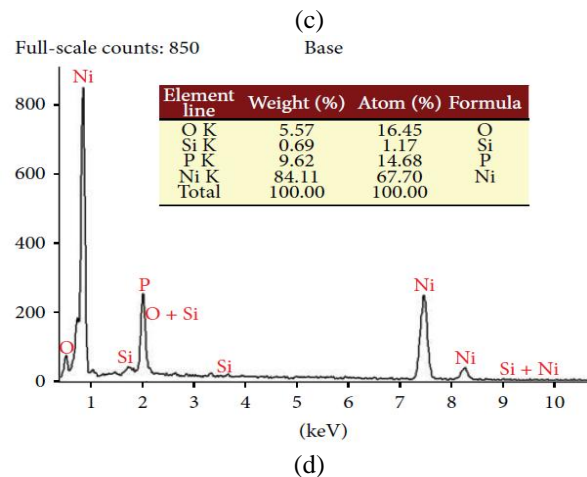 (c)
Full-scale counts: 850 Base
Element line Weight (%) Atom (%) Formula
O K 5.57 16.45 O
Si K 0.69 1.17 Si
P K 9.62 14.68 P
Ni K 84.11 67.70 Ni
Total 100.00 100.00
800
600
400
200
0
Ni
O
Si
P
O + Si
Si
Ni
Ni
Si + Ni
1 2 3 4 5 6 7 8 9 10
(keV)
(d)